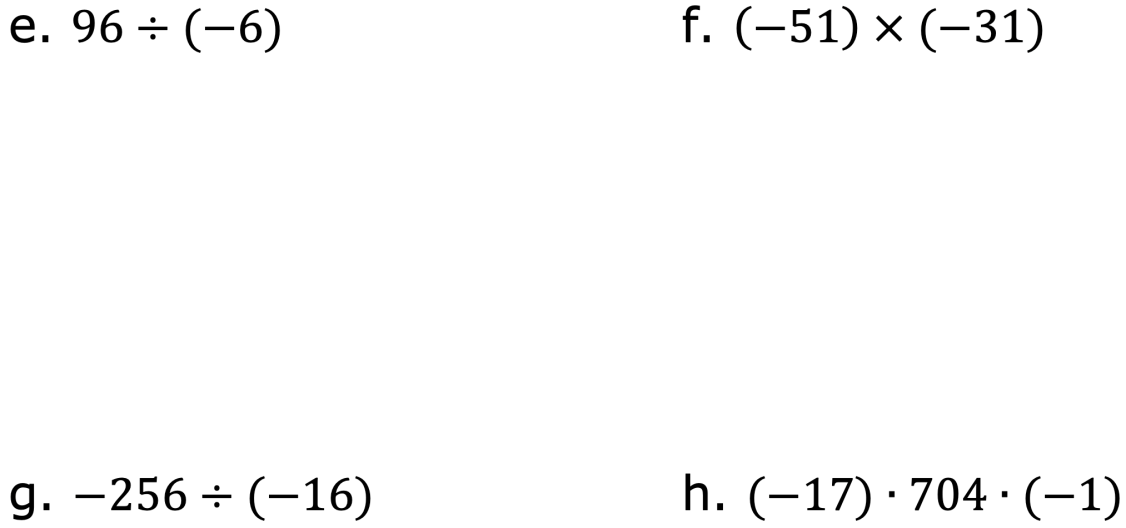 e. 96 ÷ (−6)
f. (−51) × (−31)
g. −256 ÷ (−16)
h. (−17) · 704 · (−1)